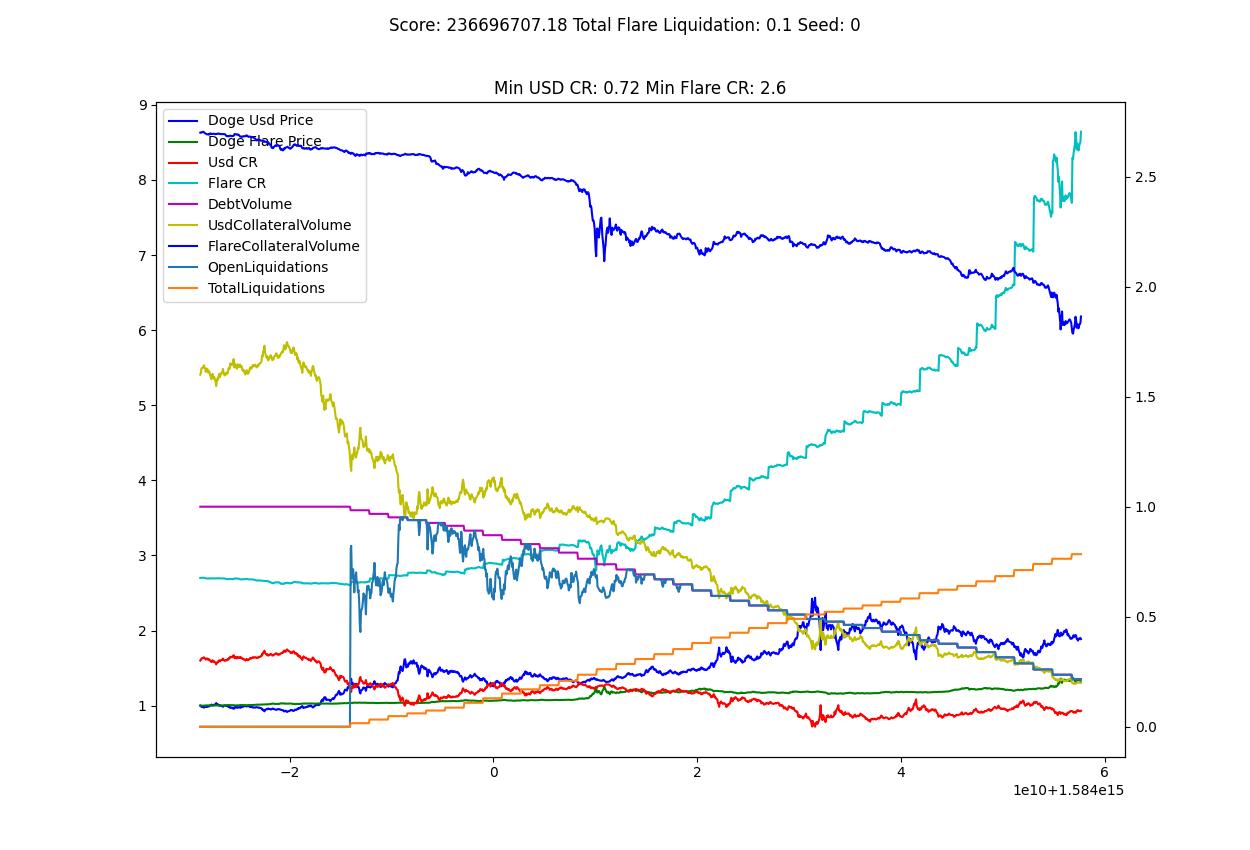 Score: 236696707.18 Total Flare Liquidation: 0.1 Seed: 0
Min USD CR: 0.72 Min Flare CR: 2.6
Doge Usd Price
Doge Flare Price
Usd CR
Flare CR
DebtVolume
UsdCollateralVolume
FlareCollateralVolume
OpenLiquidations
TotalLiquidations
9
8
7
6
5
4
3
2
1
2.5
2.0
1.5
1.0
0.5
0.0
−2 0 2 4 6
1e10+1.584e15